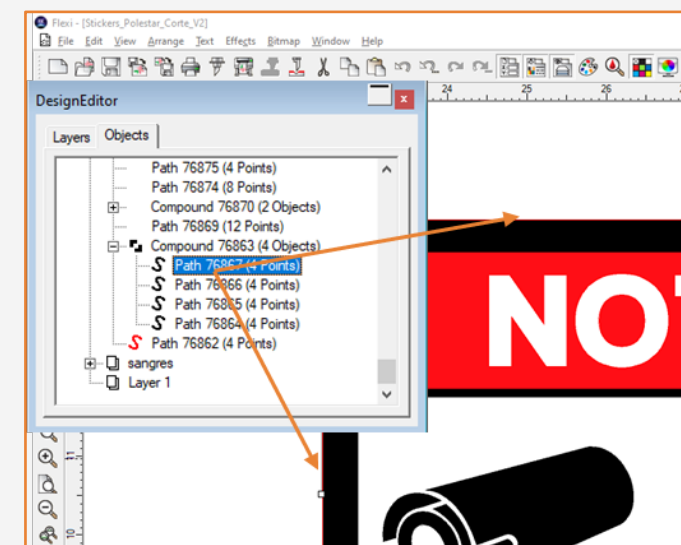 Flexi - [Stickers_Polestar_Corte_V2]
File Edit View Arrange Text Effects Bitmap Window Help
DesignEditor
24 25 26
Layers Objects
Path 76875 (4 Points)
Path 76874 (8 Points)
Compound 76870 (2 Objects)
Path 76869 (12 Points)
Compound 76863 (4 Objects)
Path 76867 (4 Points)
Path 76866 (4 Points)
Path 76865 (4 Points)
Path 76864 (4 Points)
Path 76862 (4 Points)
sangres
Layer 1
NOT
11
10